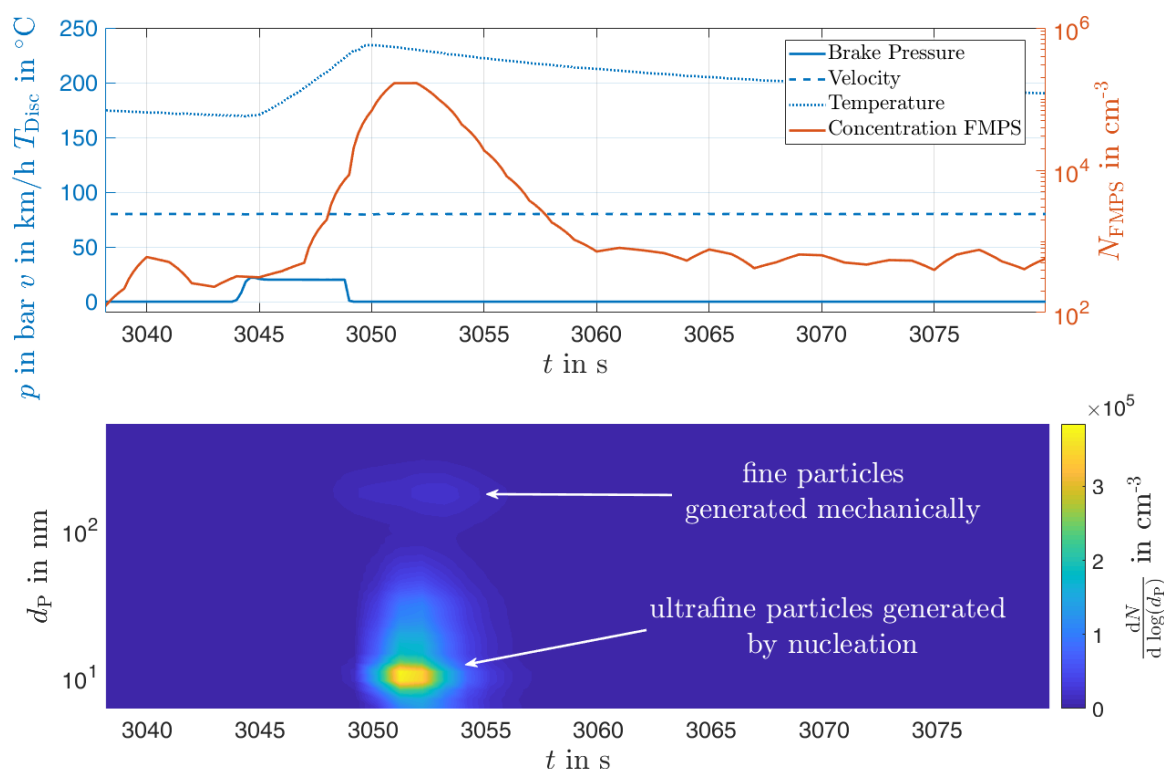 p in bar v in km/h T_Disc in °C
250
200
150
100
50
0
Brake Pressure
Velocity
Temperature
Concentration FMPS
10^6
10^4
10^2
N_FMPS in cm^-3
3040 3045 3050 3055 3060 3065 3070 3075
t in s
d_P in nm
10^2
10^1
fine particles
generated mechanically
ultrafine particles generated
by nucleation
×10^5
3
2
1
0
dN/d log(d_P) in cm^-3
3040 3045 3050 3055 3060 3065 3070 3075
t in s